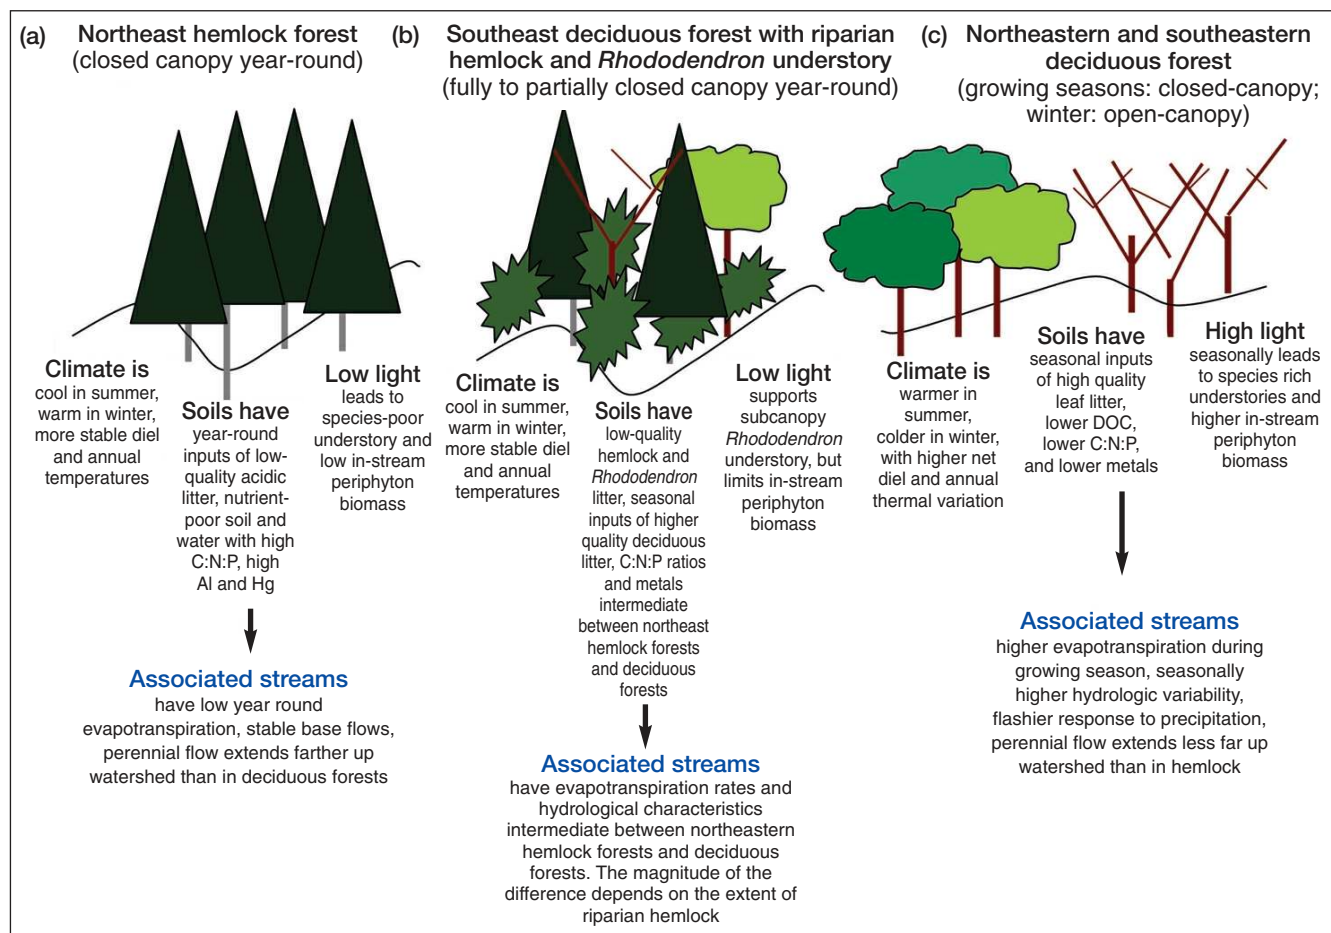 (a)
Northeast hemlock forest
(closed canopy year-round)
Climate is
cool in summer,
warm in winter,
more stable diel
and annual
temperatures
Soils have
year-round
inputs of low-
quality acidic
litter, nutrient-
poor soil and
water with high
C:N:P, high
Al and Hg
Low light
leads to
species-poor
understory and
low in-stream
periphyton
biomass
Associated streams
have low year round
evapotranspiration, stable base flows,
perennial flow extends farther up
watershed than in deciduous forests
(b)
Southeast deciduous forest with riparian
hemlock and Rhododendron understory
(fully to partially closed canopy year-round)
Climate is
cool in summer,
warm in winter,
more stable diel
and annual
temperatures
Soils have
low-quality
hemlock and
Rhododendron
litter, seasonal
inputs of higher
quality deciduous
litter, C:N:P ratios
and metals
intermediate
between northeast
hemlock forests
and deciduous
forests
Low light
supports
subcanopy
Rhododendron
understory, but
limits in-stream
periphyton
biomass
Associated streams
have evapotranspiration rates and
hydrological characteristics
intermediate between northeastern
hemlock forests and deciduous
forests. The magnitude of the
difference depends on the extent of
riparian hemlock
(c)
Northeastern and southeastern
deciduous forest
(growing seasons: closed-canopy;
winter: open-canopy)
Climate is
warmer in
summer,
colder in winter,
with higher net
diel and annual
thermal variation
Soils have
seasonal inputs
of high quality
leaf litter,
lower DOC,
lower C:N:P,
and lower metals
High light
seasonally leads
to species rich
understories and
higher in-stream
periphyton
biomass
Associated streams
higher evapotranspiration during
growing season, seasonally
higher hydrologic variability,
flashier response to precipitation,
perennial flow extends less far up
watershed than in hemlock